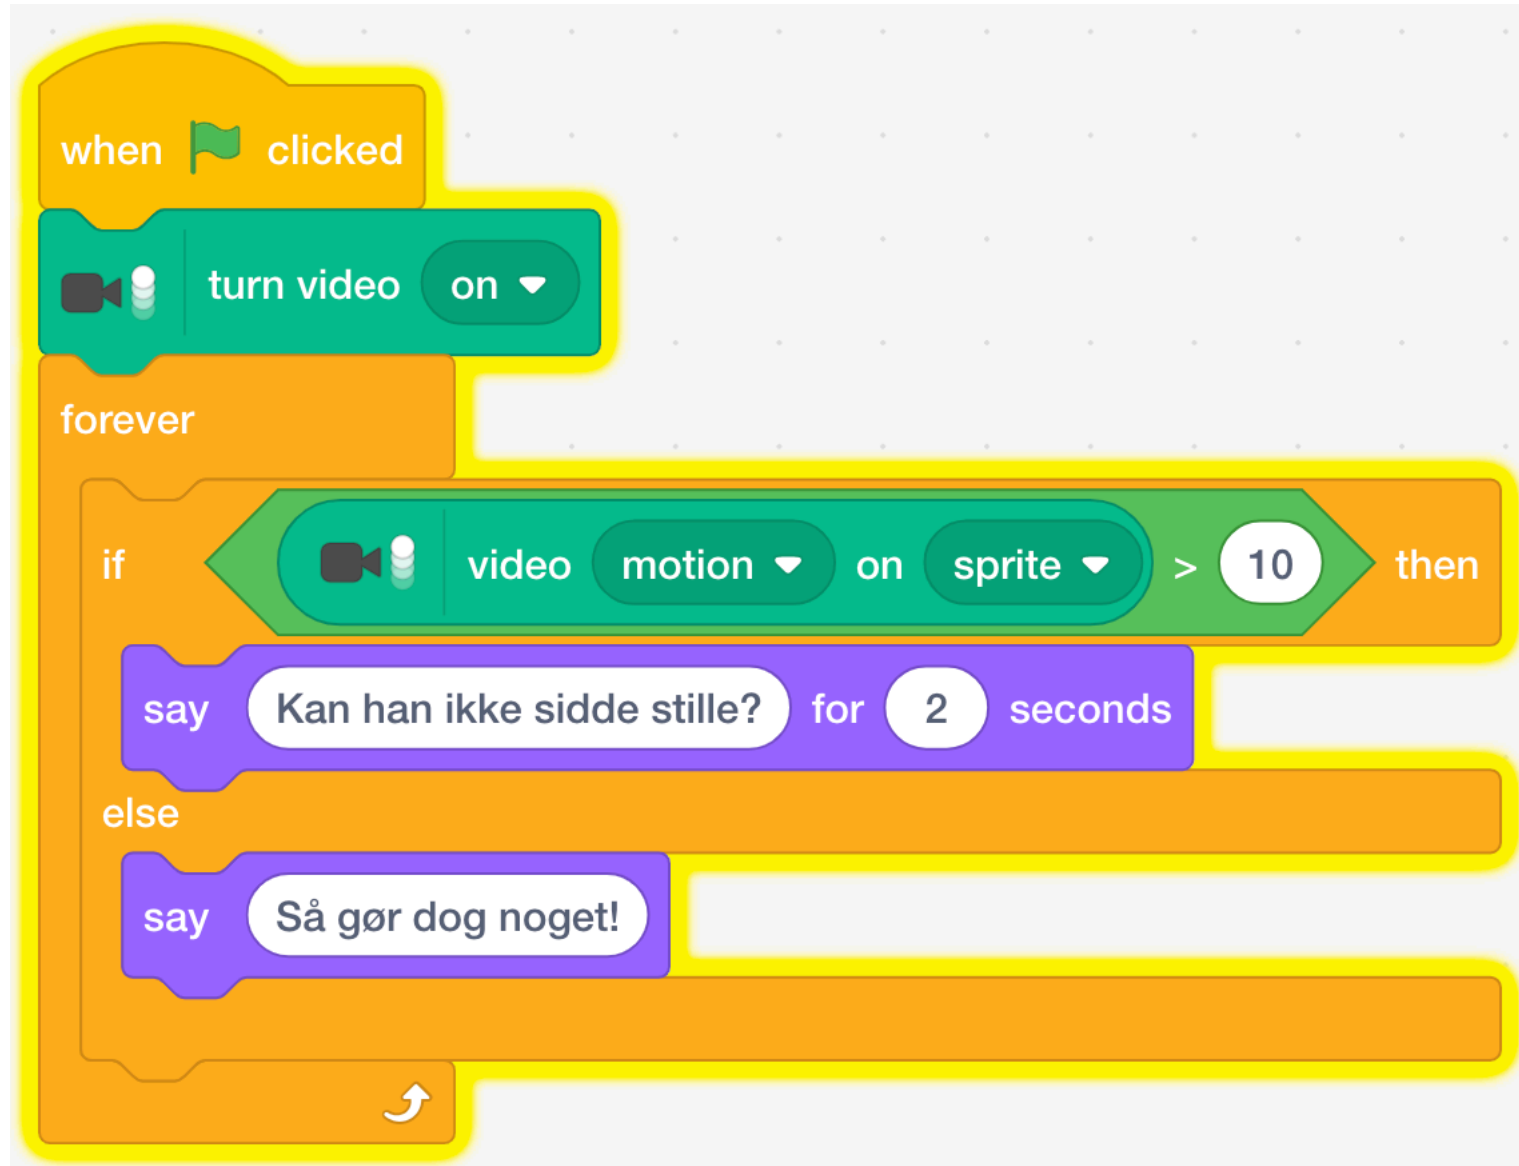 when clicked
turn video on
forever
if video motion on sprite > 10 then
say Kan han ikke sidde stille? for 2 seconds
else
say Så gør dog noget!